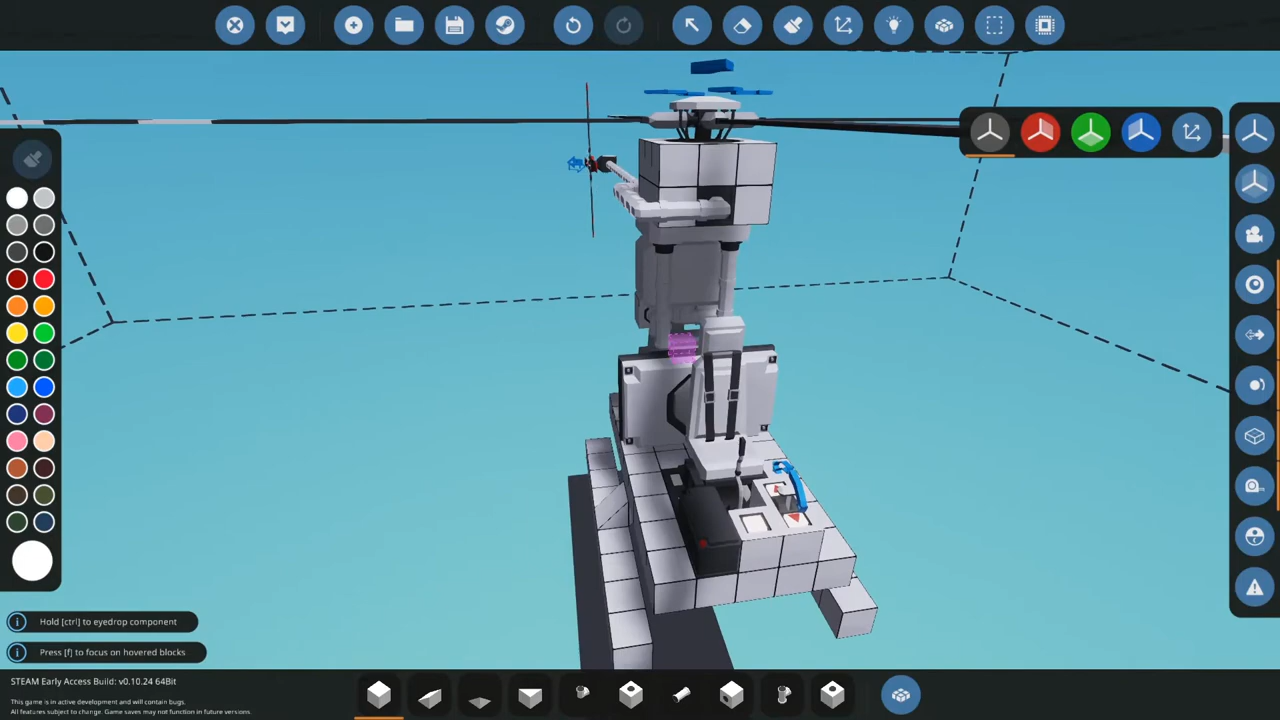 Hold [ctrl] to eyedrop component
Press [f] to focus on hovered blocks
STEAM Early Access Build: v0.10.24 64Bit
This game is in active development and will contain bugs.
All features subject to change. Game saves may not function in future versions.